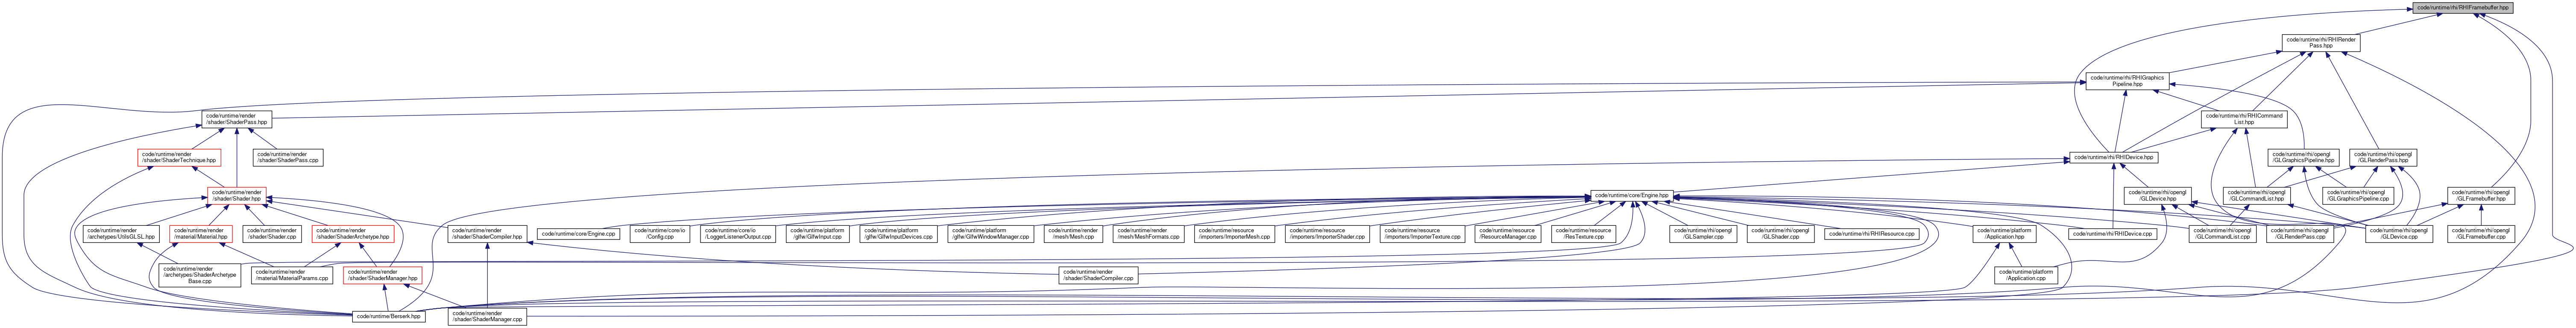 code/runtime/rhi/RHIFramebuffer.hpp
code/runtime/rhi/RHIRender
Pass.hpp
code/runtime/rhi/RHIGraphics
Pipeline.hpp
code/runtime/render
/shader/ShaderPass.hpp
code/runtime/rhi/RHICommand
List.hpp
code/runtime/render
/shader/ShaderTechnique.hpp
code/runtime/render
/shader/ShaderPass.cpp
code/runtime/rhi/RHIDevice.hpp
code/runtime/rhi/opengl
/GLGraphicsPipeline.hpp
code/runtime/rhi/opengl
/GLRenderPass.hpp
code/runtime/render
/shader/Shader.hpp
code/runtime/core/Engine.hpp
code/runtime/rhi/opengl
/GLDevice.hpp
code/runtime/rhi/opengl
/GLCommandList.hpp
code/runtime/rhi/opengl
/GLGraphicsPipeline.cpp
code/runtime/rhi/opengl
/GLFramebuffer.hpp
code/runtime/render
/archetypes/UtilsGLSL.hpp
code/runtime/render
/material/Material.hpp
code/runtime/render
/shader/Shader.cpp
code/runtime/render
/shader/ShaderArchetype.hpp
code/runtime/render
/shader/ShaderCompiler.hpp
code/runtime/core/Engine.cpp
code/runtime/core/io
/Config.cpp
code/runtime/core/io
/LoggerListenerOutput.cpp
code/runtime/platform
/glfw/GlfwInput.cpp
code/runtime/platform
/glfw/GlfwInputDevices.cpp
code/runtime/platform
/glfw/GlfwWindowManager.cpp
code/runtime/render
/mesh/Mesh.cpp
code/runtime/render
/mesh/MeshFormats.cpp
code/runtime/resource
/importers/ImporterMesh.cpp
code/runtime/resource
/importers/ImporterShader.cpp
code/runtime/resource
/importers/ImporterTexture.cpp
code/runtime/resource
/ResourceManager.cpp
code/runtime/resource
/ResTexture.cpp
code/runtime/rhi/opengl
/GLSampler.cpp
code/runtime/rhi/opengl
/GLShader.cpp
code/runtime/rhi/RHIResource.cpp
code/runtime/platform
/Application.hpp
code/runtime/rhi/RHIDevice.cpp
code/runtime/rhi/opengl
/GLCommandList.cpp
code/runtime/rhi/opengl
/GLRenderPass.cpp
code/runtime/rhi/opengl
/GLDevice.cpp
code/runtime/rhi/opengl
/GLFramebuffer.cpp
code/runtime/render
/archetypes/ShaderArchetype
Base.cpp
code/runtime/render
/material/MaterialParams.cpp
code/runtime/render
/shader/ShaderManager.hpp
code/runtime/render
/shader/ShaderCompiler.cpp
code/runtime/platform
/Application.cpp
code/runtime/Berserk.hpp
code/runtime/render
/shader/ShaderManager.cpp